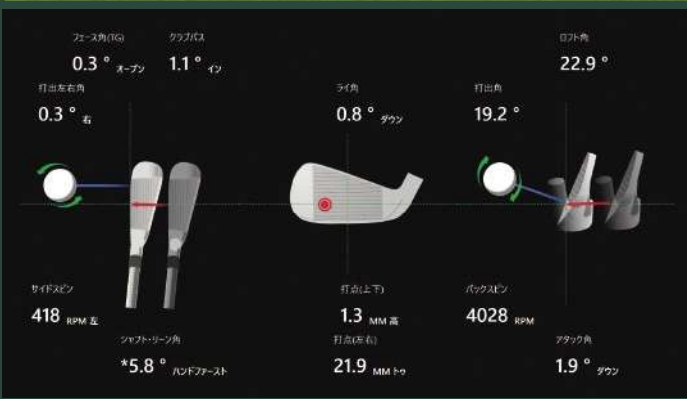 フェース角(TG)
0.3 ° オープン
クラブパス
1.1 ° イン
ロフト角
22.9 °
打出左右角
0.3 ° 右
ライ角
0.8 ° ダウン
打出角
19.2 °
サイドスピン
418 RPM 左
打点(上下)
1.3 MM 高
バックスピン
4028 RPM
シャフト・リーン角
*5.8 ° ハンドファースト
打点(左右)
21.9 MM トゥ
アタック角
1.9 ° ダウン